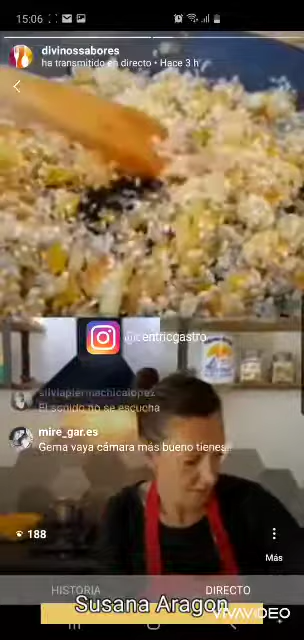 15:06
divinossabores
ha transmitido en directo • Hace 3 h
@centricgastro
silviapiermachicalopez
El sonido no se escucha
mire_gar.es
Gema vaya cámara más bueno tienes..
188
Más
HISTORIA
DIRECTO
Susana Aragon
VIVAVIDEO